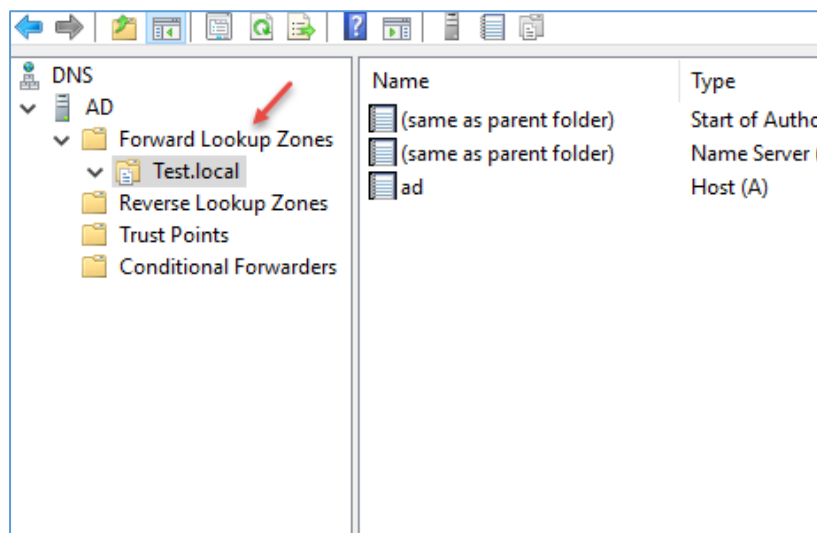 DNS
AD
Forward Lookup Zones
Test.local
Reverse Lookup Zones
Trust Points
Conditional Forwarders
Name Type
(same as parent folder) Start of Autho
(same as parent folder) Name Server (
ad Host (A)